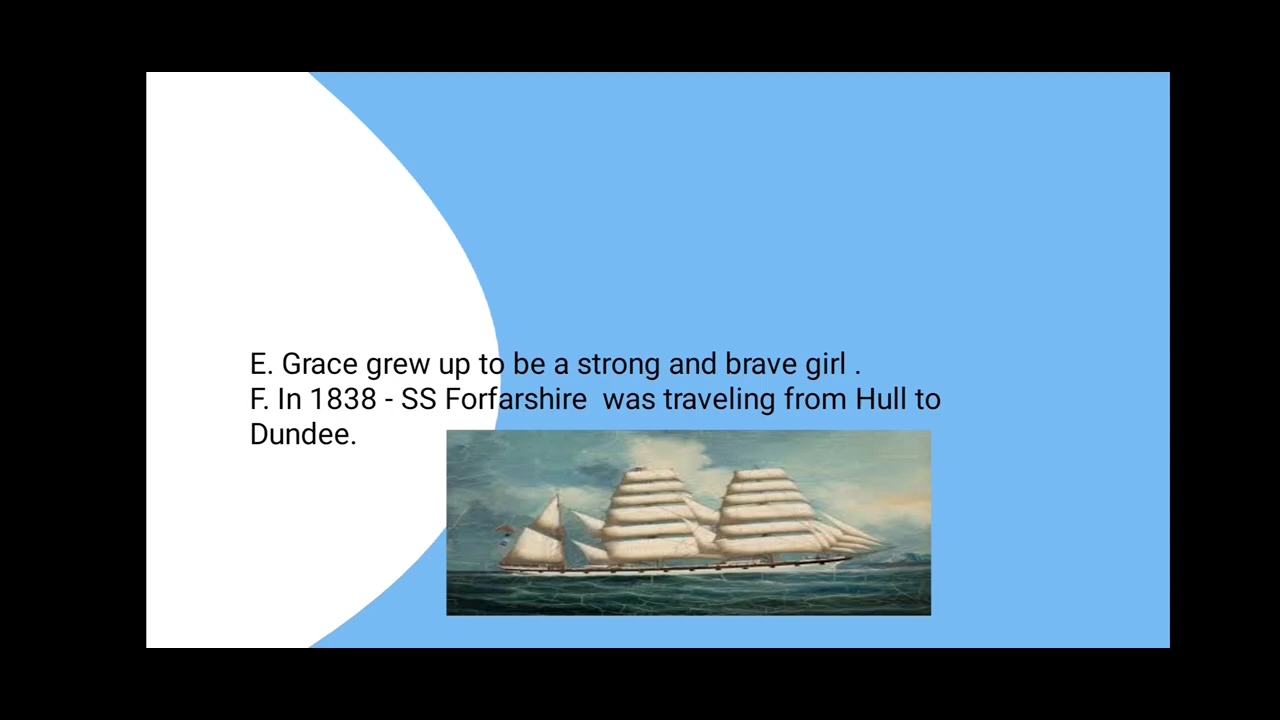 E. Grace grew up to be a strong and brave girl .
F. In 1838 - SS Forfarshire  was traveling from Hull to
Dundee.